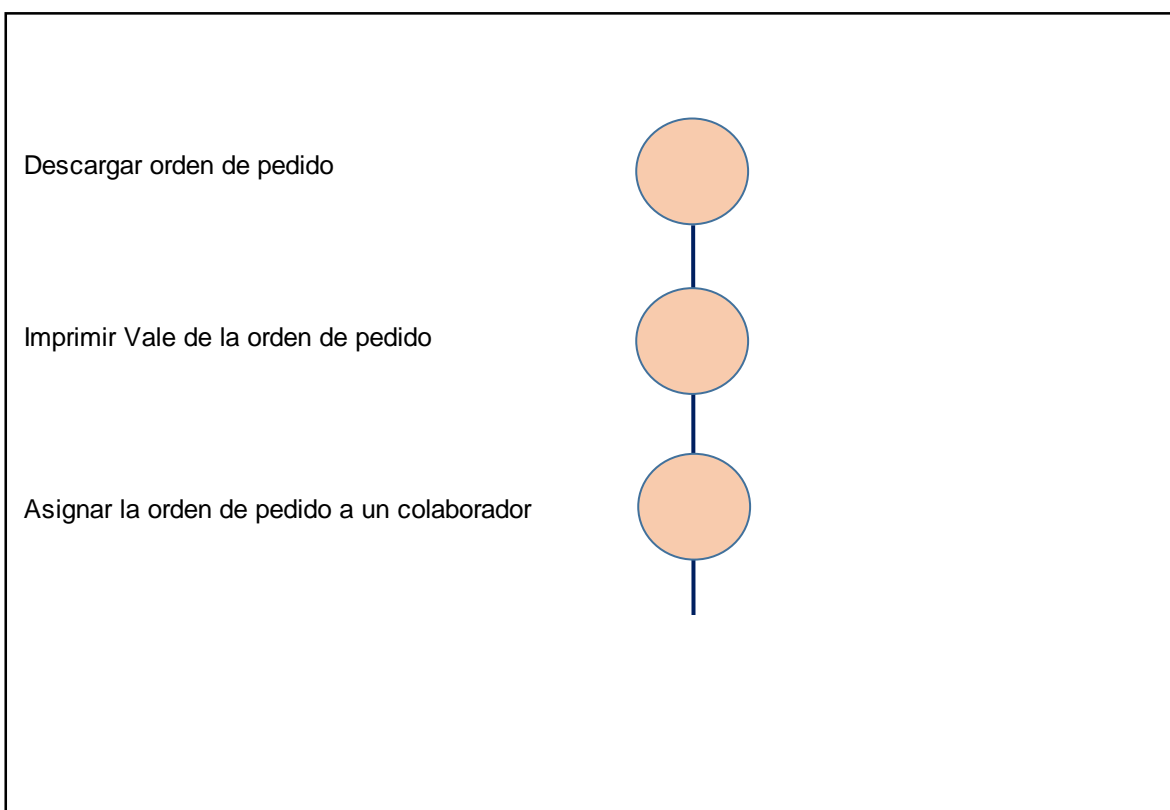 Descargar orden de pedido
Imprimir Vale de la orden de pedido
Asignar la orden de pedido a un colaborador